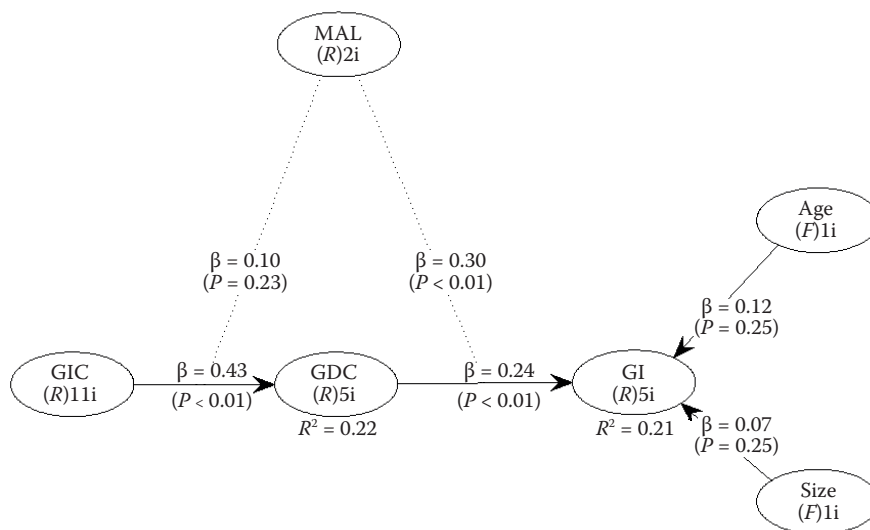 MAL
(R)2i
Age
(F)1i
β = 0.10
(P = 0.23)
β = 0.30
(P < 0.01)
β = 0.12
(P = 0.25)
GIC
(R)11i
β = 0.43
(P < 0.01)
GDC
(R)5i
R² = 0.22
β = 0.24
(P < 0.01)
GI
(R)5i
R² = 0.21
β = 0.07
(P = 0.25)
Size
(F)1i